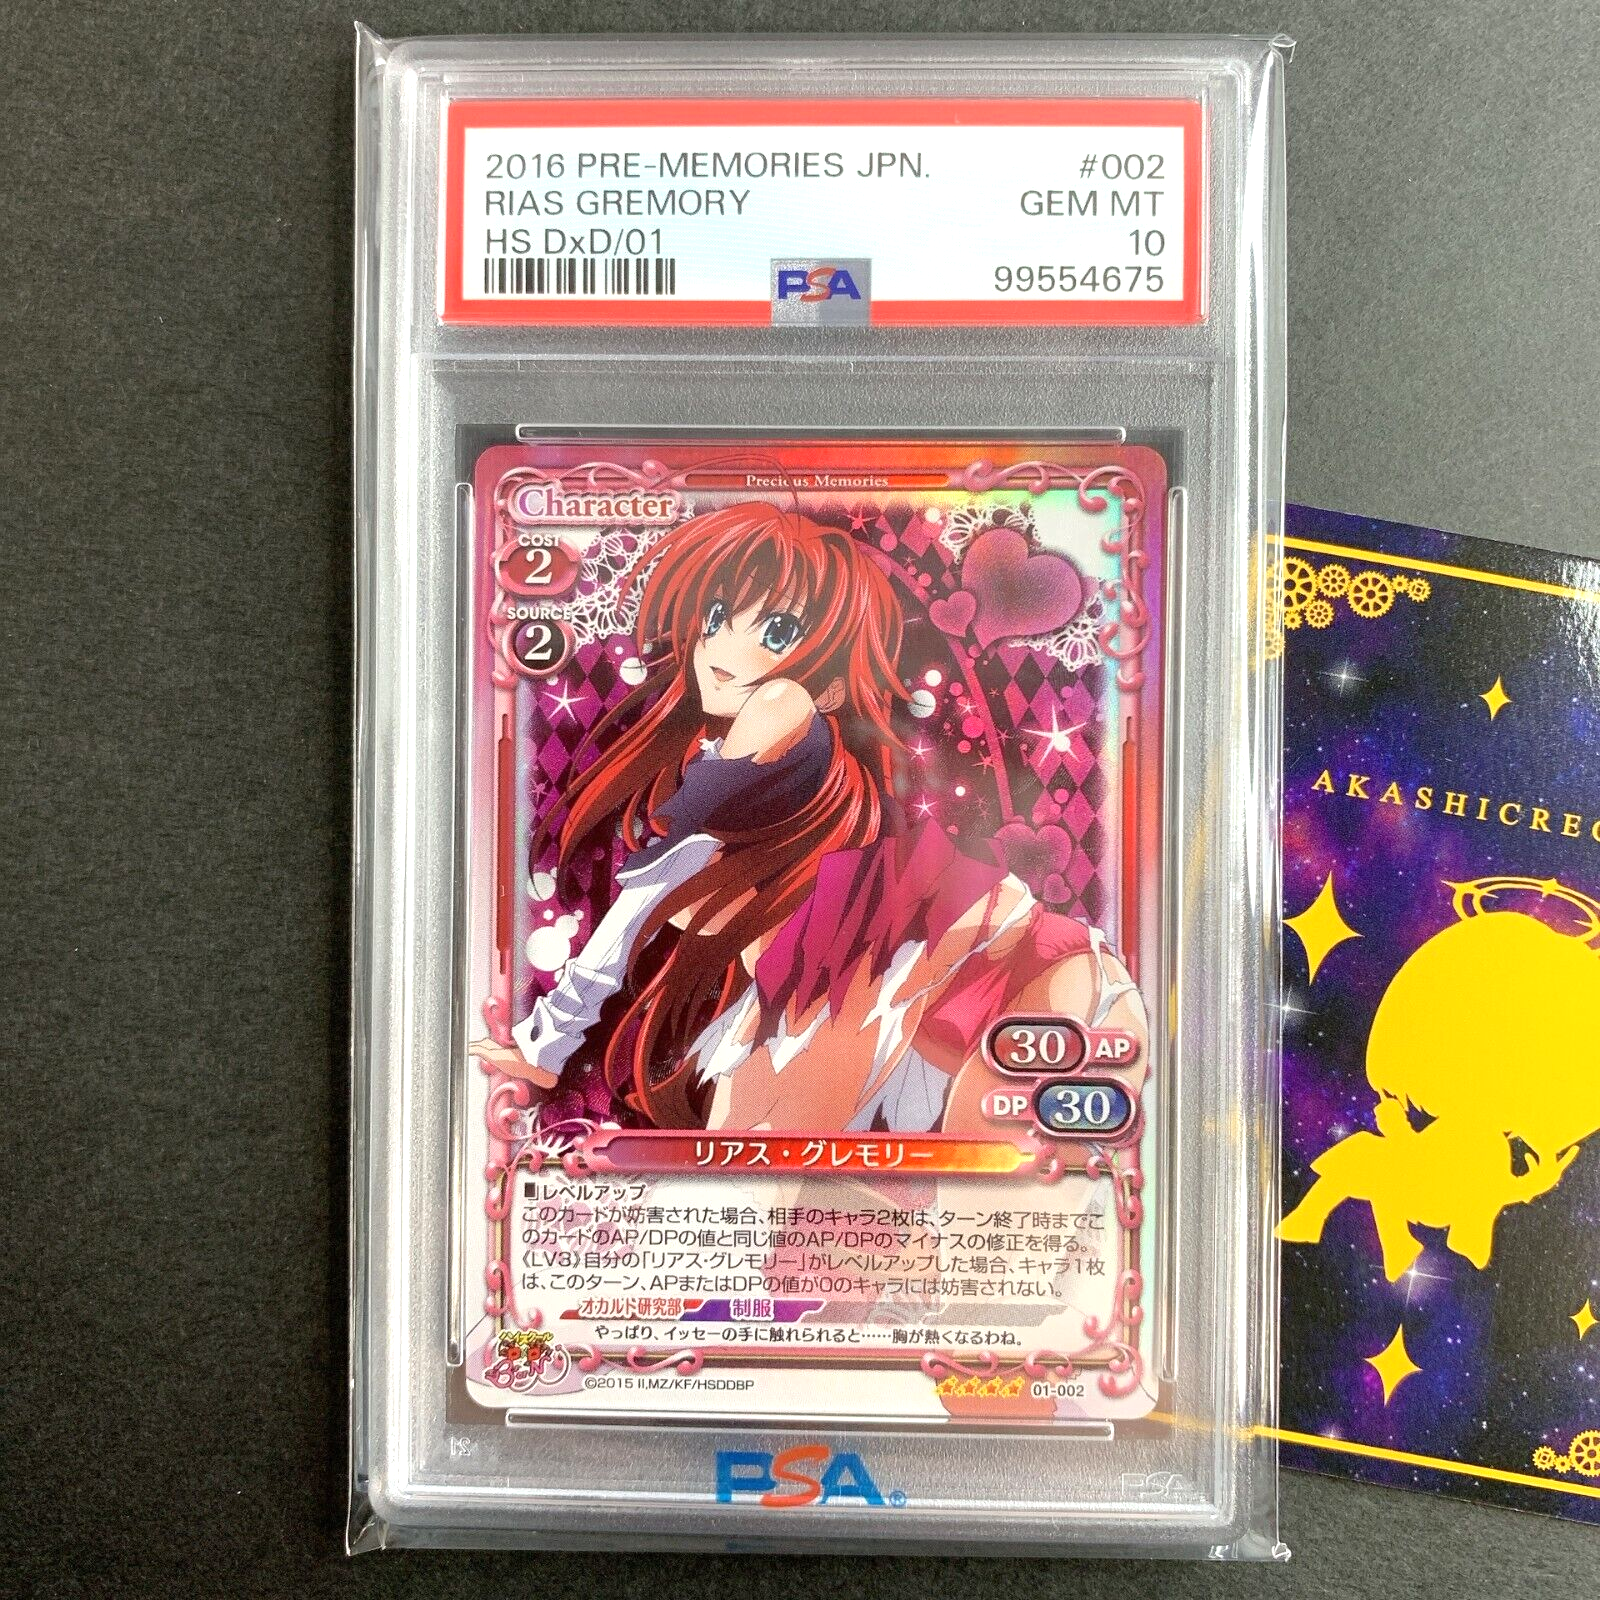 2016 PRE-MEMORIES JPN. #002
RIAS GREMORY GEM MT
HS DxD/01 10
99554675
PSA
Precious Memories
Character
COST
2
SOURCE
2
30 AP
DP 30
リアス・グレモリー
■レベルアップ
このカードが妨害された場合、相手のキャラ2枚は、ターン終了時までこ
のカードのAP/DPの値と同じ値のAP/DPのマイナスの修正を得る。
《LV3》自分の「リアス・グレモリー」がレベルアップした場合、キャラ1枚
は、このターン、APまたはDPの値が0のキャラには妨害されない。
オカルト研究部 制服
やっぱり、イッセーの手に触れられると……胸が熱くなるわね。
ハイスクール
©2015 II,MZ/KF/HSDDBP
01-002
PSA®
PSA
AKASHICREC